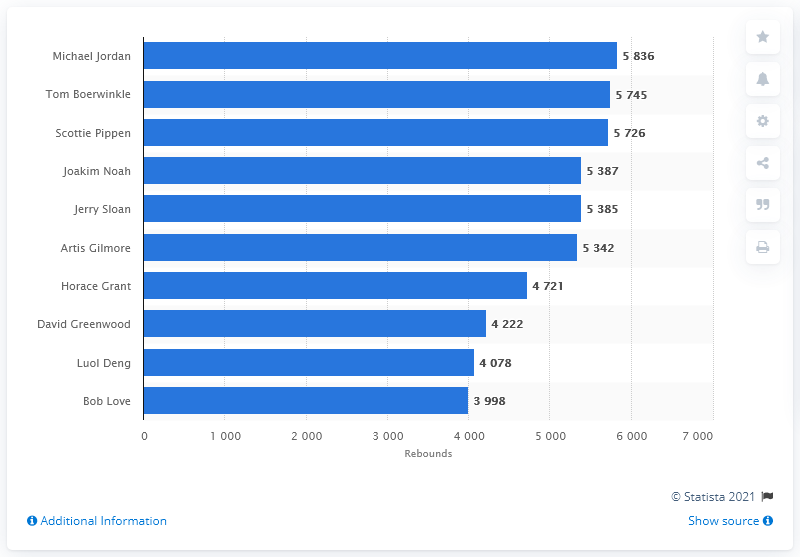 Michael Jordan 5 836
Tom Boerwinkle 5 745
Scottie Pippen 5 726
Joakim Noah 5 387
Jerry Sloan 5 385
Artis Gilmore 5 342
Horace Grant 4 721
David Greenwood 4 222
Luol Deng 4 078
Bob Love 3 998
0 1 000 2 000 3 000 4 000 5 000 6 000 7 000
Rebounds
© Statista 2021
Additional Information Show source